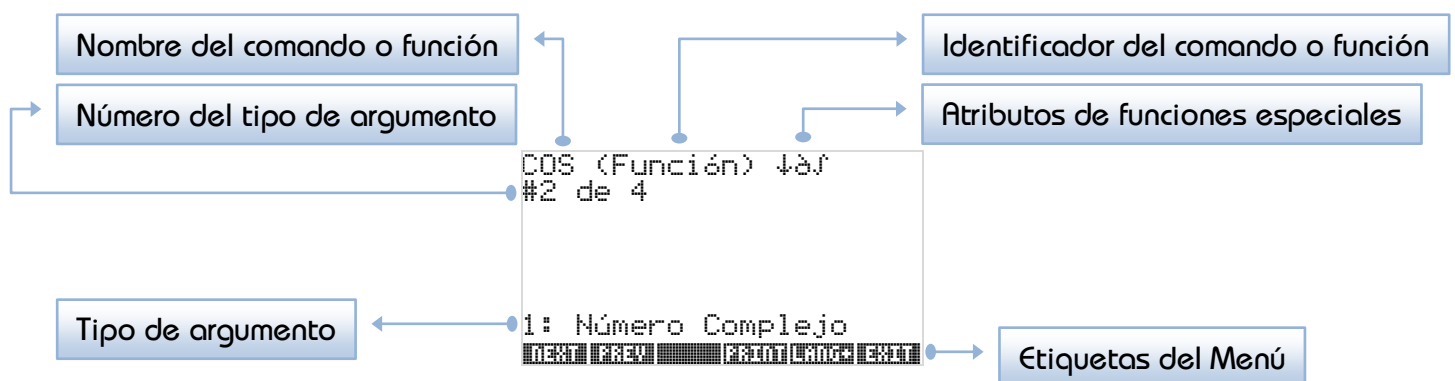 Nombre del comando o función
Identificador del comando o función
Número del tipo de argumento
Atributos de funciones especiales
COS (Función) ↓à∫
#2 de 4
Tipo de argumento
1: Número Complejo
NEXT PREV PRINT LANG EXIT
Etiquetas del Menú